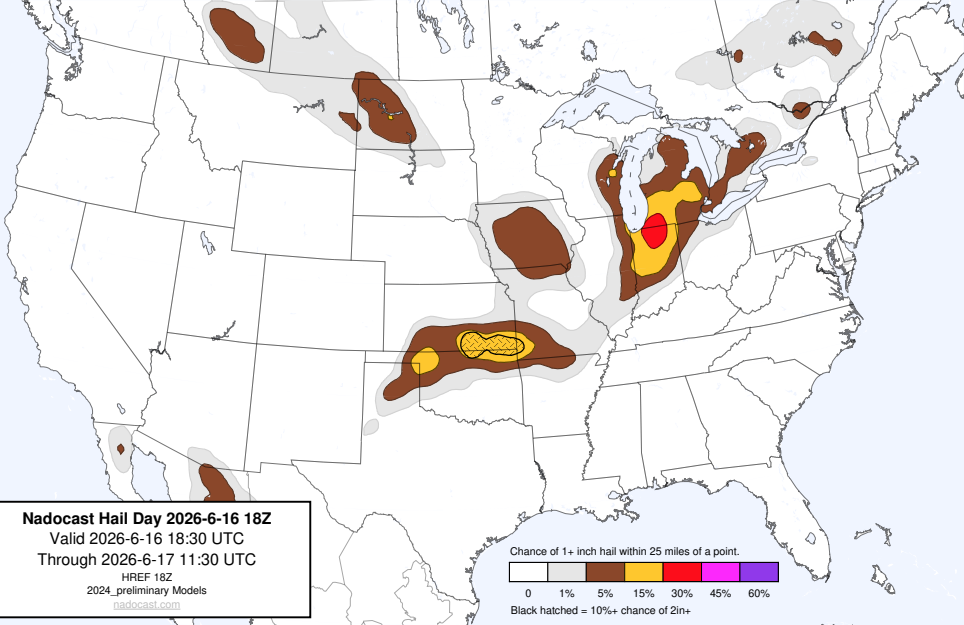 Nadocast Hail Day 2026-6-16 18Z
Valid 2026-6-16 18:30 UTC
Through 2026-6-17 11:30 UTC
HREF 18Z
2024_preliminary Models
nadocast.com
Chance of 1+ inch hail within 25 miles of a point.
0 1% 5% 15% 30% 45% 60%
Black hatched = 10%+ chance of 2in+